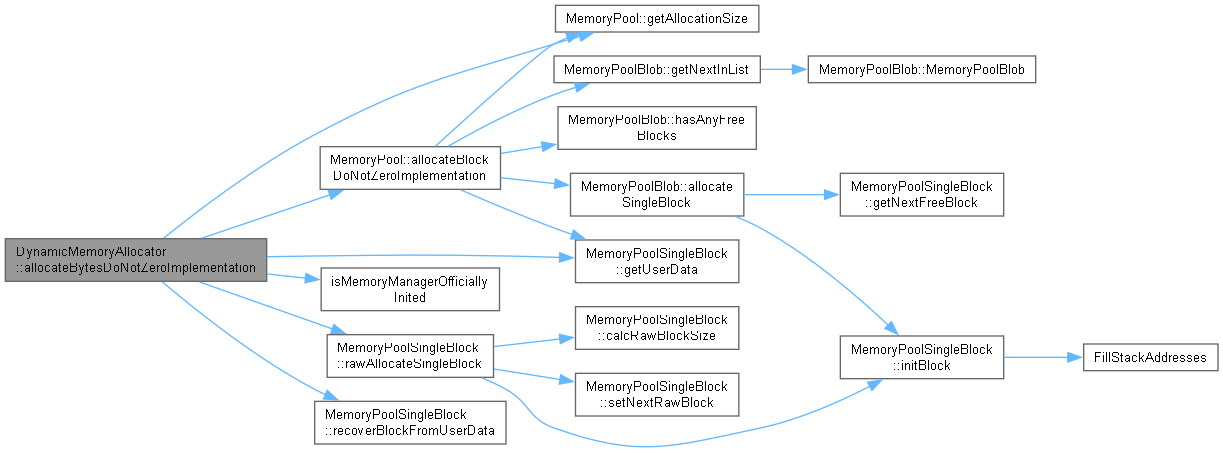 MemoryPool::getAllocationSize
MemoryPoolBlob::getNextInList
MemoryPoolBlob::MemoryPoolBlob
MemoryPoolBlob::hasAnyFree
Blocks
MemoryPool::allocateBlock
DoNotZeroImplementation
MemoryPoolBlob::allocate
SingleBlock
MemoryPoolSingleBlock
::getNextFreeBlock
DynamicMemoryAllocator
::allocateBytesDoNotZeroImplementation
MemoryPoolSingleBlock
::getUserData
isMemoryManagerOfficially
Inited
MemoryPoolSingleBlock
::calcRawBlockSize
MemoryPoolSingleBlock
::rawAllocateSingleBlock
MemoryPoolSingleBlock
::initBlock
FillStackAddresses
MemoryPoolSingleBlock
::setNextRawBlock
MemoryPoolSingleBlock
::recoverBlockFromUserData